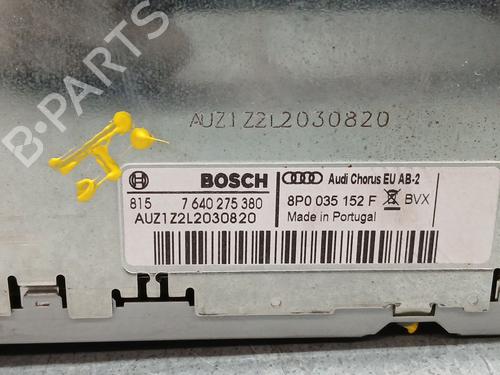 B-PARTS
AUZ1Z2L2030820
BOSCH Audi Chorus EU AB-2
815 7 640 275 380 8P0 035 152 F BVX
AUZ1Z2L2030820 Made in Portugal